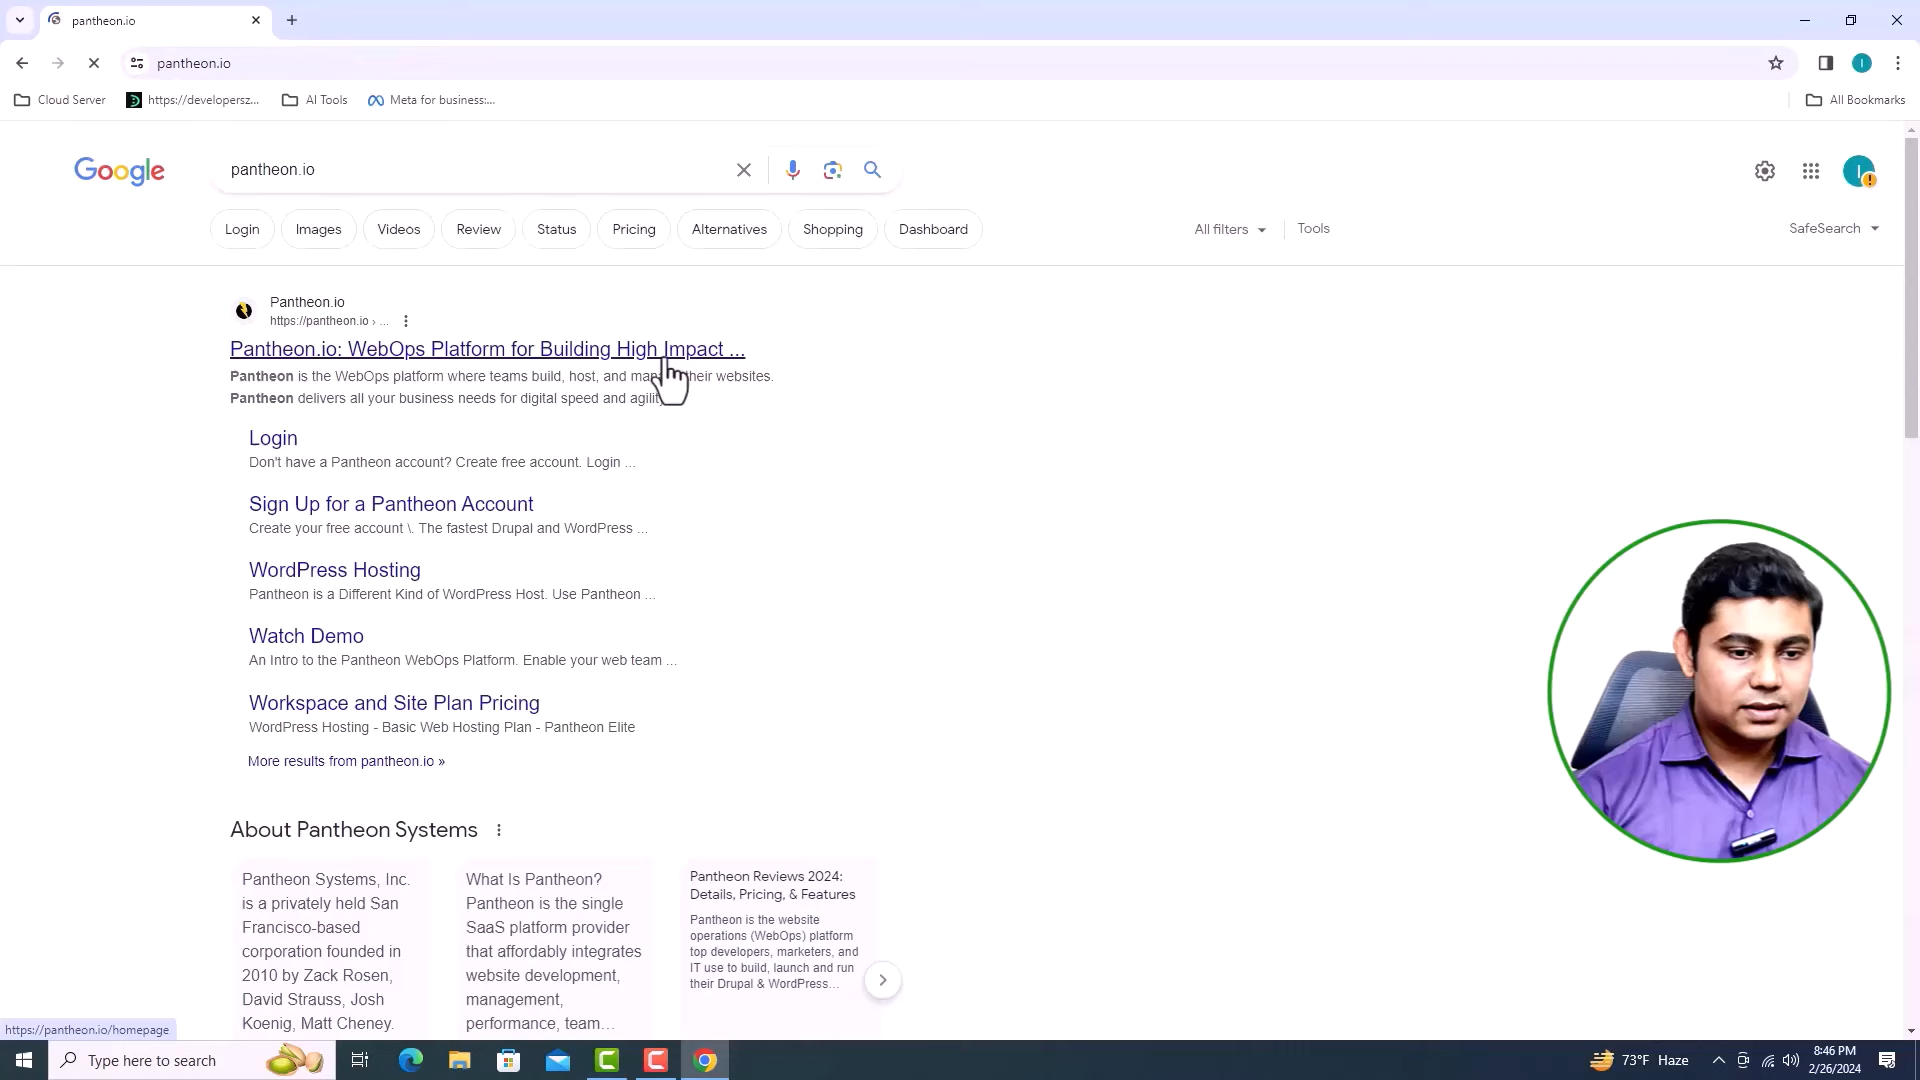 pantheon.io
pantheon.io
Cloud Server
https://developersz...
AI Tools
Meta for business:...
All Bookmarks
Google
pantheon.io
I
Login
Images
Videos
Review
Status
Pricing
Alternatives
Shopping
Dashboard
All filters
Tools
SafeSearch
Pantheon.io
https://pantheon.io › ...
Pantheon.io: WebOps Platform for Building High Impact ...
Pantheon is the WebOps platform where teams build, host, and their websites.
Pantheon delivers all your business needs for digital speed and agility
Login
Don't have a Pantheon account? Create free account. Login ...
Sign Up for a Pantheon Account
Create your free account \. The fastest Drupal and WordPress ...
WordPress Hosting
Pantheon is a Different Kind of WordPress Host. Use Pantheon ...
Watch Demo
An Intro to the Pantheon WebOps Platform. Enable your web team ...
Workspace and Site Plan Pricing
WordPress Hosting - Basic Web Hosting Plan - Pantheon Elite
More results from pantheon.io »
About Pantheon Systems
Pantheon Systems, Inc.
is a privately held San
Francisco-based
corporation founded in
2010 by Zack Rosen,
David Strauss, Josh
Koenig, Matt Cheney.
What Is Pantheon?
Pantheon is the single
SaaS platform provider
that affordably integrates
website development,
management,
performance, team...
Pantheon Reviews 2024:
Details, Pricing, & Features
Pantheon is the website
operations (WebOps) platform
top developers, marketers, and
IT use to build, launch and run
their Drupal & WordPress...
https://pantheon.io/homepage
Type here to search
73°F Haze
8:46 PM
2/26/2024